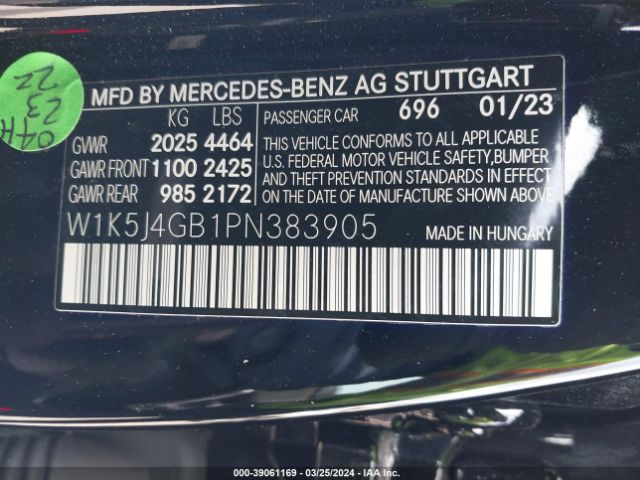 04H
23
22
MFD BY MERCEDES-BENZ AG STUTTGART
KG LBS
PASSENGER CAR 696 01/23
GWR 2025 4464
GAWR FRONT 1100 2425
GAWR REAR 985 2172
THIS VEHICLE CONFORMS TO ALL APPLICABLE
U.S. FEDERAL MOTOR VEHICLE SAFETY,BUMPER
AND THEFT PREVENTION STANDARDS IN EFFECT
ON THE DATE OF MANUFACTURE SHOWN ABOVE.
W1K5J4GB1PN383905
MADE IN HUNGARY
000-39061169 - 03/25/2024 - IAA Inc.